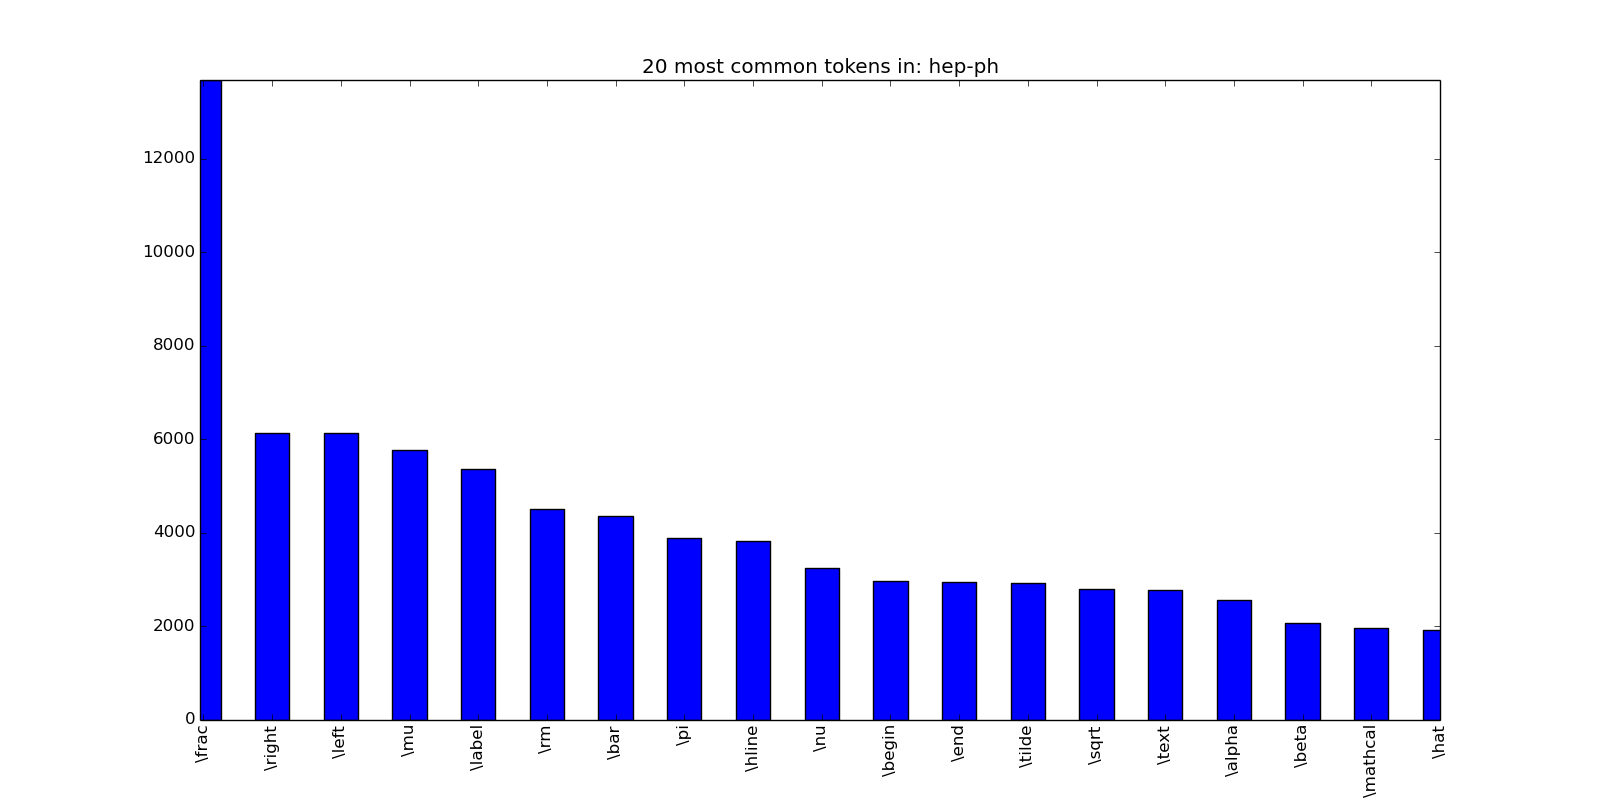 20 most common tokens in: hep-ph
12000
10000
8000
6000
4000
2000
0
\frac
\right
\left
\mu
\label
\rm
\bar
\pi
\hline
\nu
\begin
\end
\tilde
\sqrt
\text
\alpha
\beta
\mathcal
\hat